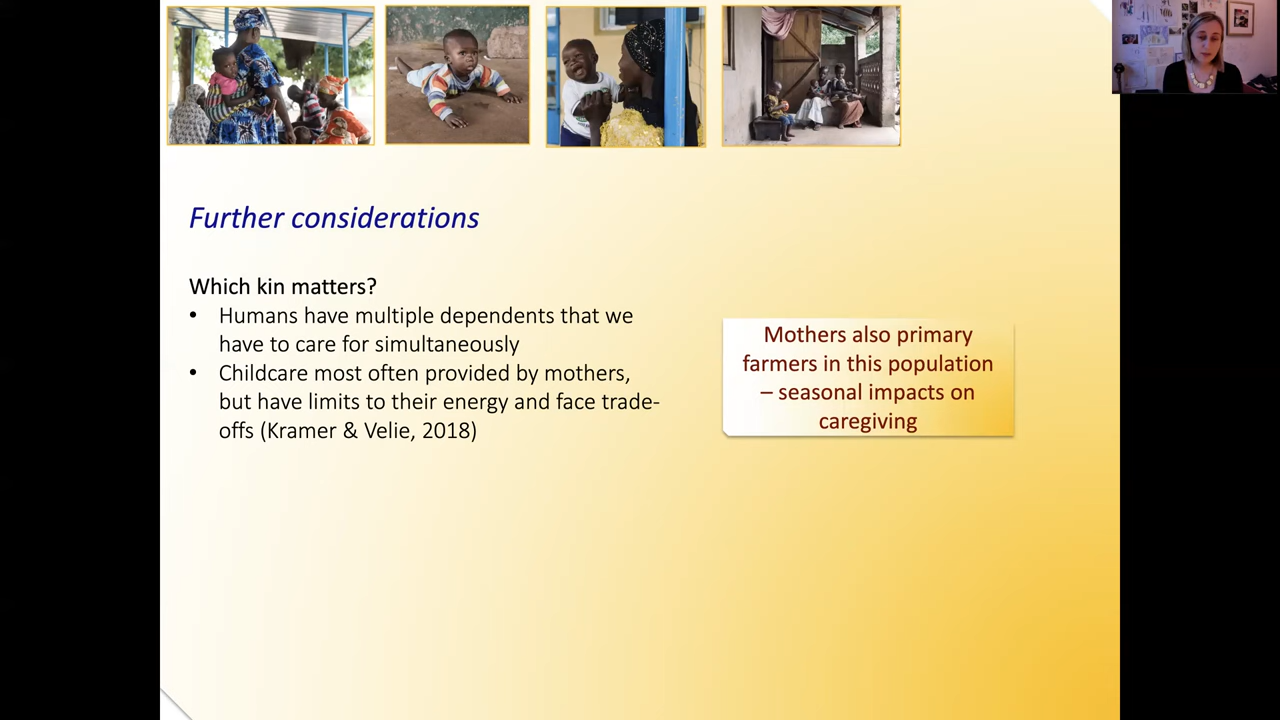 Further considerations
Which kin matters?
• Humans have multiple dependents that we
have to care for simultaneously
• Childcare most often provided by mothers,
but have limits to their energy and face trade-
offs (Kramer & Velie, 2018)
Mothers also primary
farmers in this population
– seasonal impacts on
caregiving